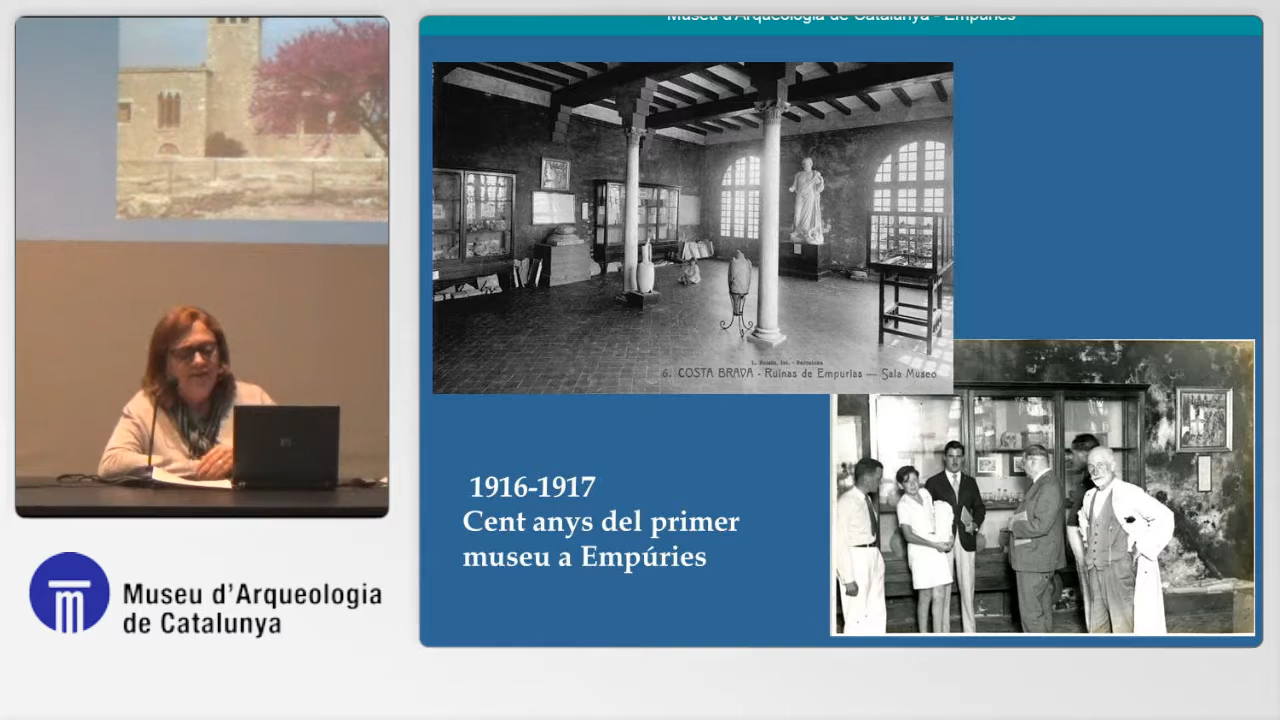 Museu d'Arqueologia de Catalunya - Empúries
6. COSTA BRAVA - Ruinas de Empurias — Sala Museo
1916-1917
Cent anys del primer
museu a Empúries
Museu d'Arqueologia
de Catalunya